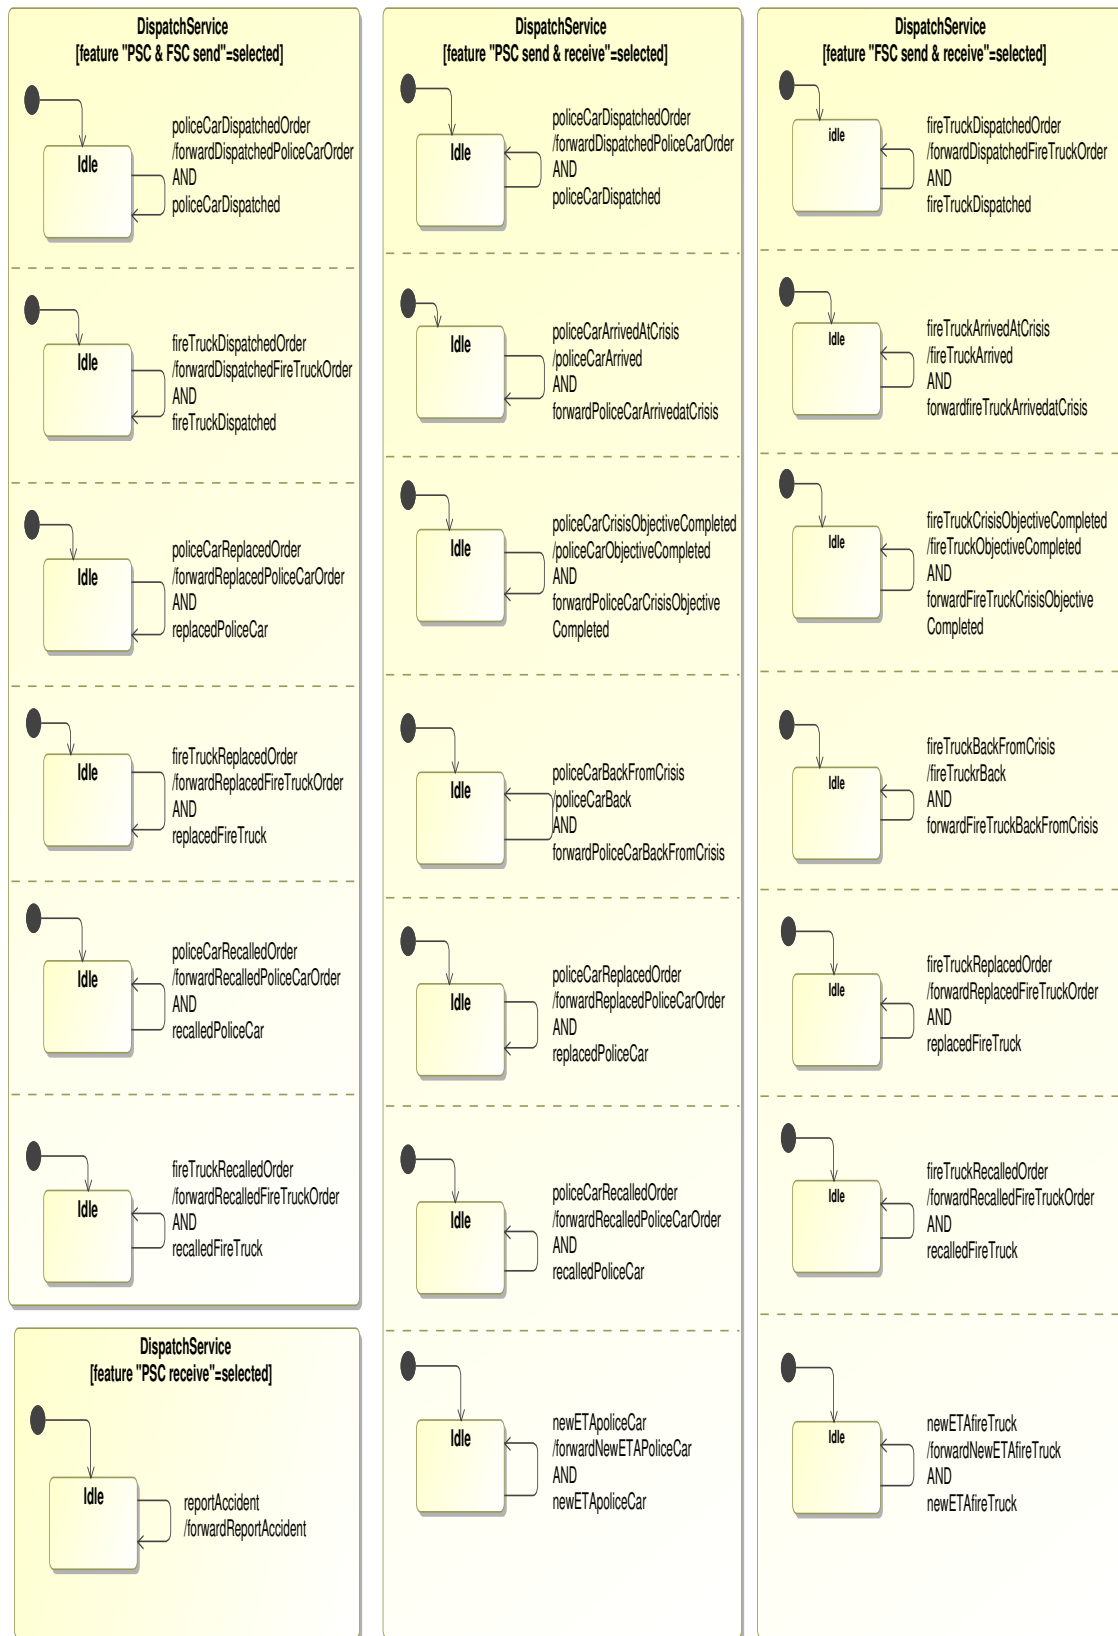 DispatchService
[feature "PSC & FSC send"=selected]
Idle
policeCarDispatchedOrder
/forwardDispatchedPoliceCarOrder
AND
policeCarDispatched
Idle
fireTruckDispatchedOrder
/forwardDispatchedFireTruckOrder
AND
fireTruckDispatched
Idle
policeCarReplacedOrder
/forwardReplacedPoliceCarOrder
AND
replacedPoliceCar
Idle
fireTruckReplacedOrder
/forwardReplacedFireTruckOrder
AND
replacedFireTruck
Idle
policeCarRecalledOrder
/forwardRecalledPoliceCarOrder
AND
recalledPoliceCar
Idle
fireTruckRecalledOrder
/forwardRecalledFireTruckOrder
AND
recalledFireTruck
DispatchService
[feature "PSC receive"=selected]
Idle
reportAccident
/forwardReportAccident
DispatchService
[feature "PSC send & receive"=selected]
Idle
policeCarDispatchedOrder
/forwardDispatchedPoliceCarOrder
AND
policeCarDispatched
Idle
policeCarArrivedAtCrisis
/policeCarArrived
AND
forwardPoliceCarArrivedatCrisis
Idle
policeCarCrisisObjectiveCompleted
/policeCarObjectiveCompleted
AND
forwardPoliceCarCrisisObjective
Completed
Idle
policeCarBackFromCrisis
/policeCarBack
AND
forwardPoliceCarBackFromCrisis
Idle
policeCarReplacedOrder
/forwardReplacedPoliceCarOrder
AND
replacedPoliceCar
Idle
policeCarRecalledOrder
/forwardRecalledPoliceCarOrder
AND
recalledPoliceCar
Idle
newETApoliceCar
/forwardNewETAPoliceCar
AND
newETApoliceCar
DispatchService
[feature "FSC send & receive"=selected]
idle
fireTruckDispatchedOrder
/forwardDispatchedFireTruckOrder
AND
fireTruckDispatched
Idle
fireTruckArrivedAtCrisis
/fireTruckArrived
AND
forwardfireTruckArrivedatCrisis
Idle
fireTruckCrisisObjectiveCompleted
/fireTruckObjectiveCompleted
AND
forwardFireTruckCrisisObjective
Completed
Idle
fireTruckBackFromCrisis
/fireTruckrBack
AND
forwardFireTruckBackFromCrisis
Idle
fireTruckReplacedOrder
/forwardReplacedFireTruckOrder
AND
replacedFireTruck
Idle
fireTruckRecalledOrder
/forwardRecalledFireTruckOrder
AND
recalledFireTruck
Idle
newETAfireTruck
/forwardNewETAfireTruck
AND
newETAfireTruck